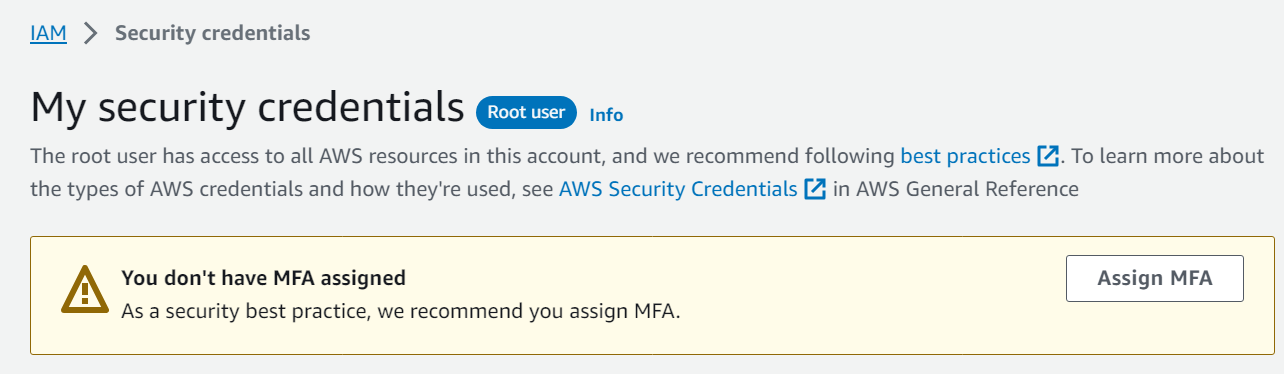 IAM > Security credentials
My security credentials Root user Info
The root user has access to all AWS resources in this account, and we recommend following best practices. To learn more about
the types of AWS credentials and how they're used, see AWS Security Credentials in AWS General Reference
You don't have MFA assigned
Assign MFA
As a security best practice, we recommend you assign MFA.